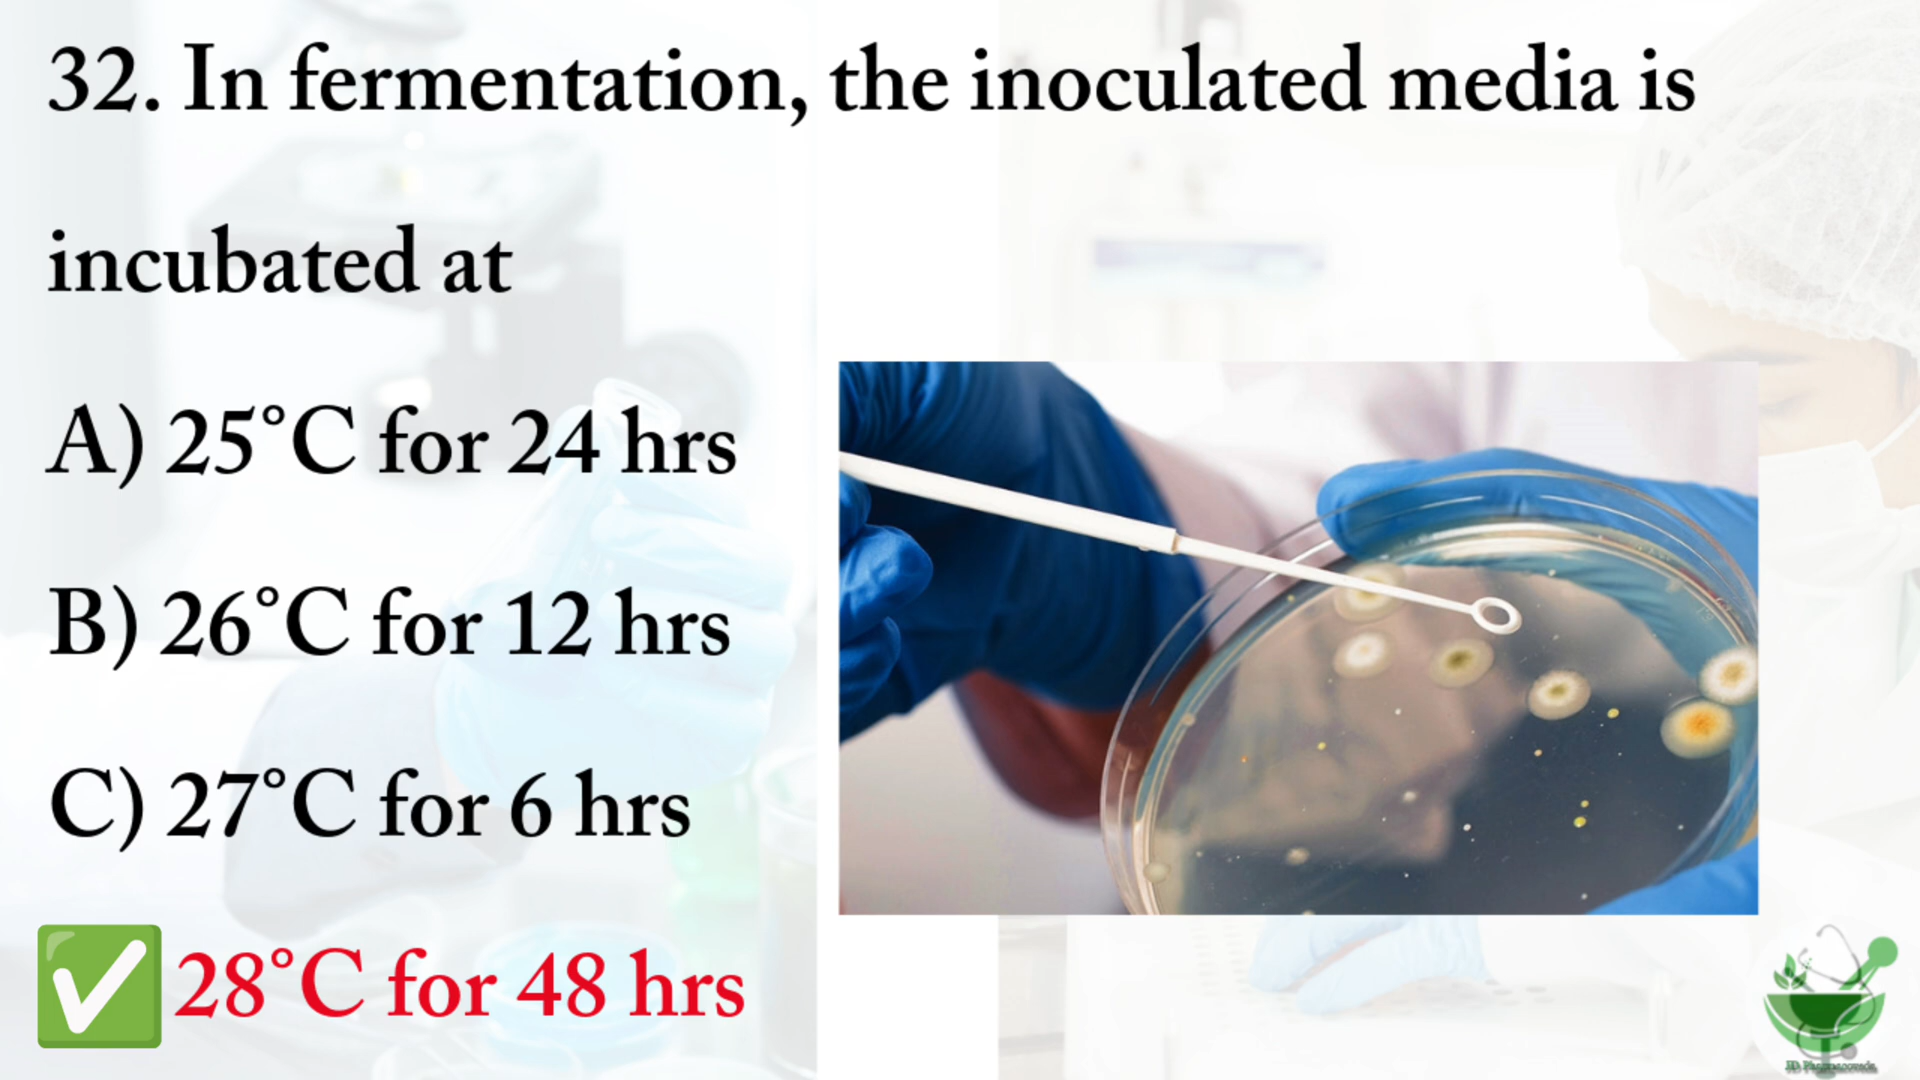 32. In fermentation, the inoculated media is
incubated at
A) 25°C for 24 hrs
B) 26°C for 12 hrs
C) 27°C for 6 hrs
28°C for 48 hrs